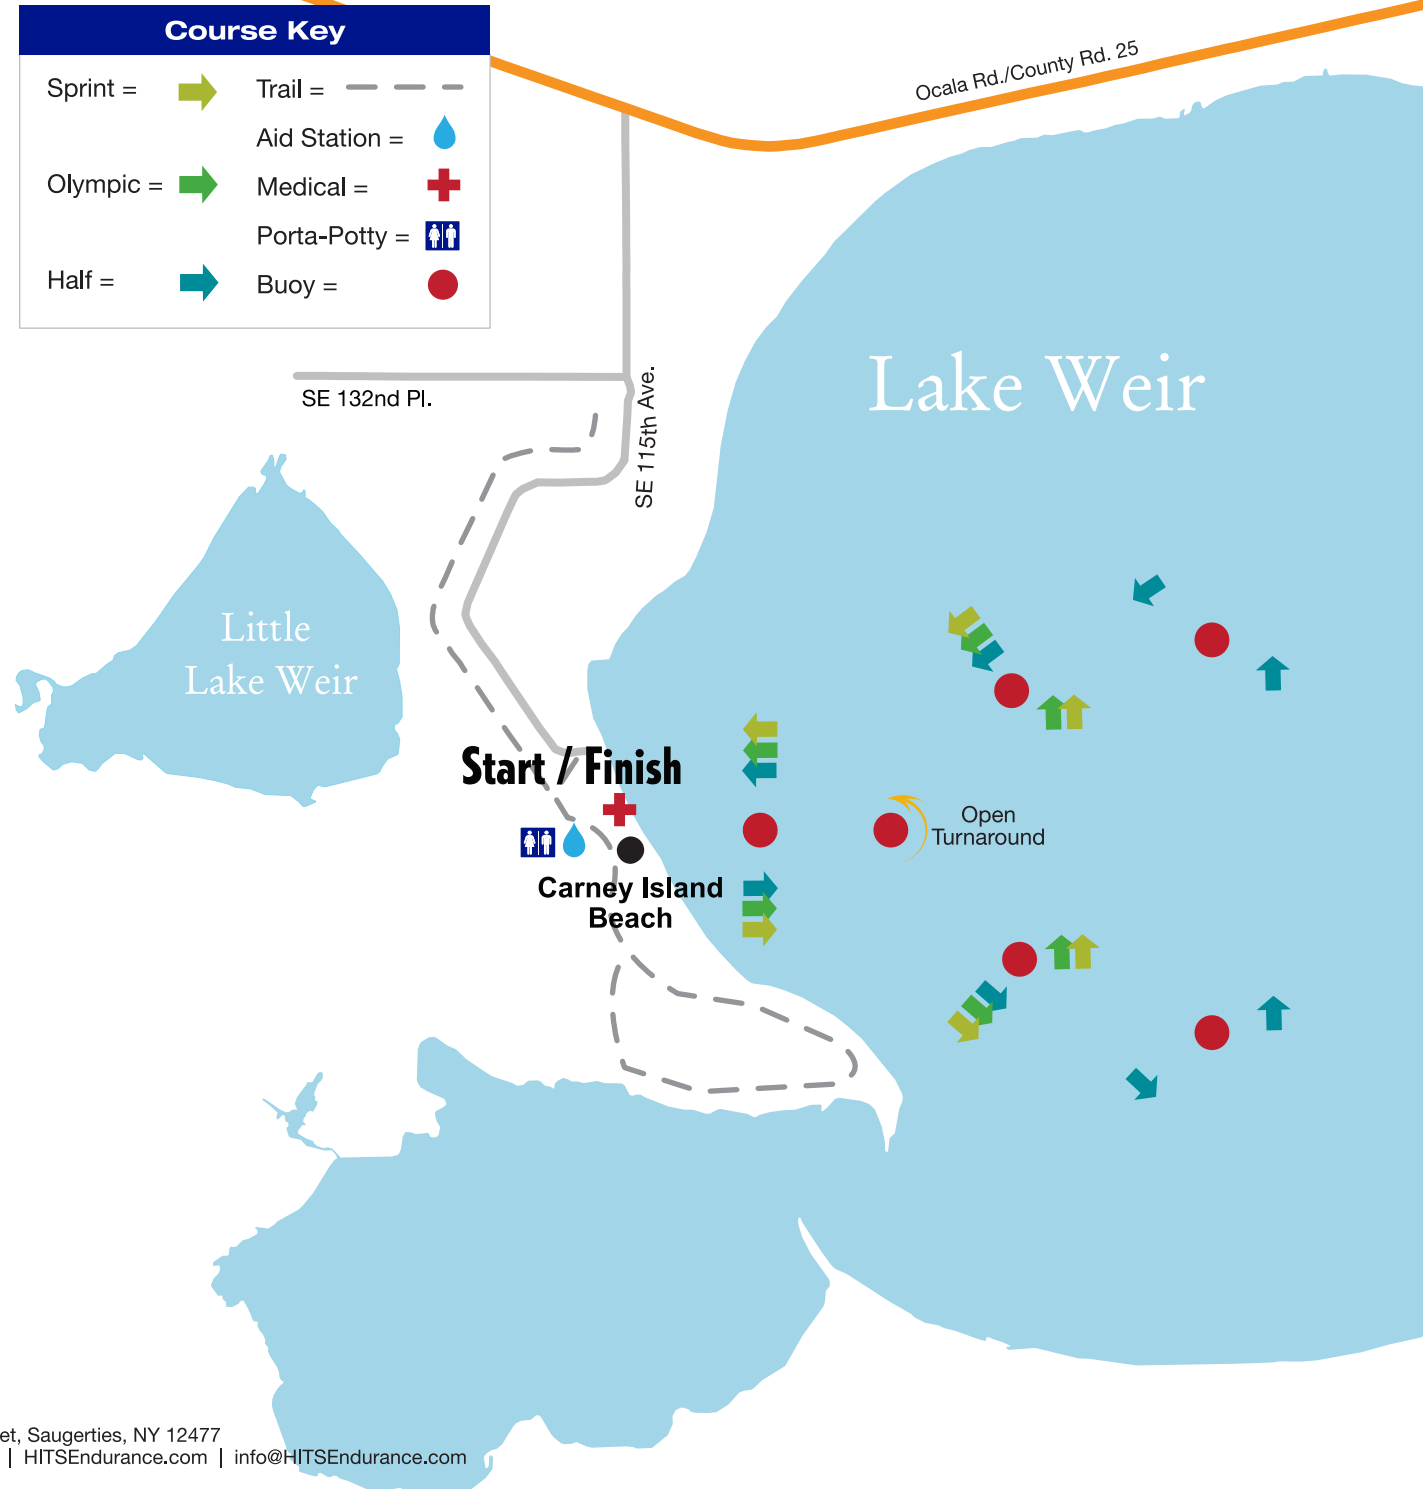 Course Key
Sprint =
Trail =
Aid Station =
Olympic =
Medical =
Porta-Potty =
Half =
Buoy =
Ocala Rd./County Rd. 25
SE 132nd Pl.
SE 115th Ave.
Lake Weir
Little
Lake Weir
Start / Finish
Open
Turnaround
Carney Island
Beach
et, Saugerties, NY 12477
| HITSEndurance.com | info@HITSEndurance.com